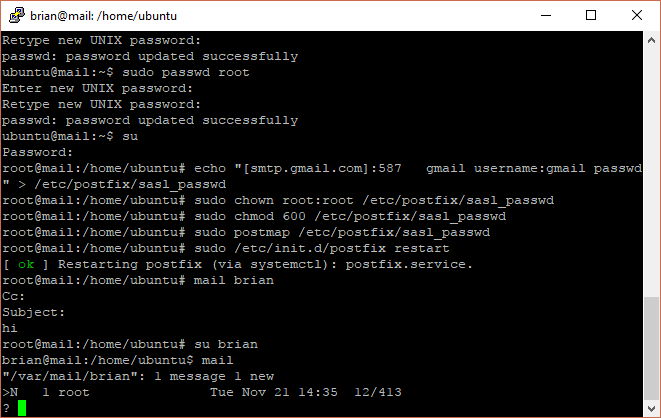 brian@mail: /home/ubuntu
Retype new UNIX password:
passwd: password updated successfully
ubuntu@mail:~$ sudo passwd root
Enter new UNIX password:
Retype new UNIX password:
passwd: password updated successfully
ubuntu@mail:~$ su
Password:
root@mail:/home/ubuntu# echo "[smtp.gmail.com]:587   gmail username:gmail passwd
" > /etc/postfix/sasl_passwd
root@mail:/home/ubuntu# sudo chown root:root /etc/postfix/sasl_passwd
root@mail:/home/ubuntu# sudo chmod 600 /etc/postfix/sasl_passwd
root@mail:/home/ubuntu# sudo postmap /etc/postfix/sasl_passwd
root@mail:/home/ubuntu# sudo /etc/init.d/postfix restart
[ ok ] Restarting postfix (via systemctl): postfix.service.
root@mail:/home/ubuntu# mail brian
Cc:
Subject:
hi
root@mail:/home/ubuntu# su brian
brian@mail:/home/ubuntu$ mail
"/var/mail/brian": 1 message 1 new
>N   1 root               Tue Nov 21 14:35  12/413
?